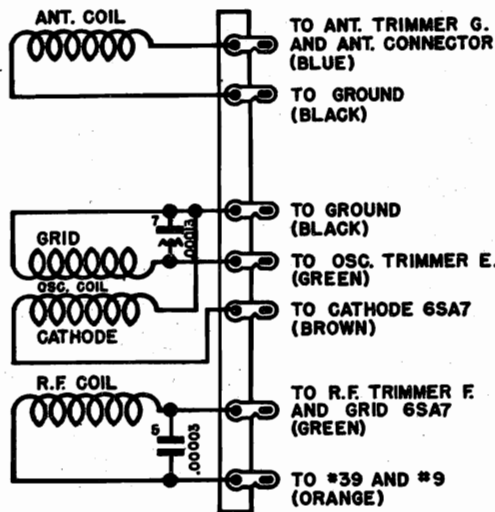 ANT. COIL
TO ANT. TRIMMER G.
AND ANT. CONNECTOR
(BLUE)
TO GROUND
(BLACK)
TO GROUND
(BLACK)
7
.00013
GRID
TO OSC. TRIMMER E.
(GREEN)
OSC. COIL
CATHODE
TO CATHODE 6SA7
(BROWN)
R.F. COIL
TO R.F. TRIMMER F.
AND GRID 6SA7
(GREEN)
5
.00003
TO #39 AND #9
(ORANGE)